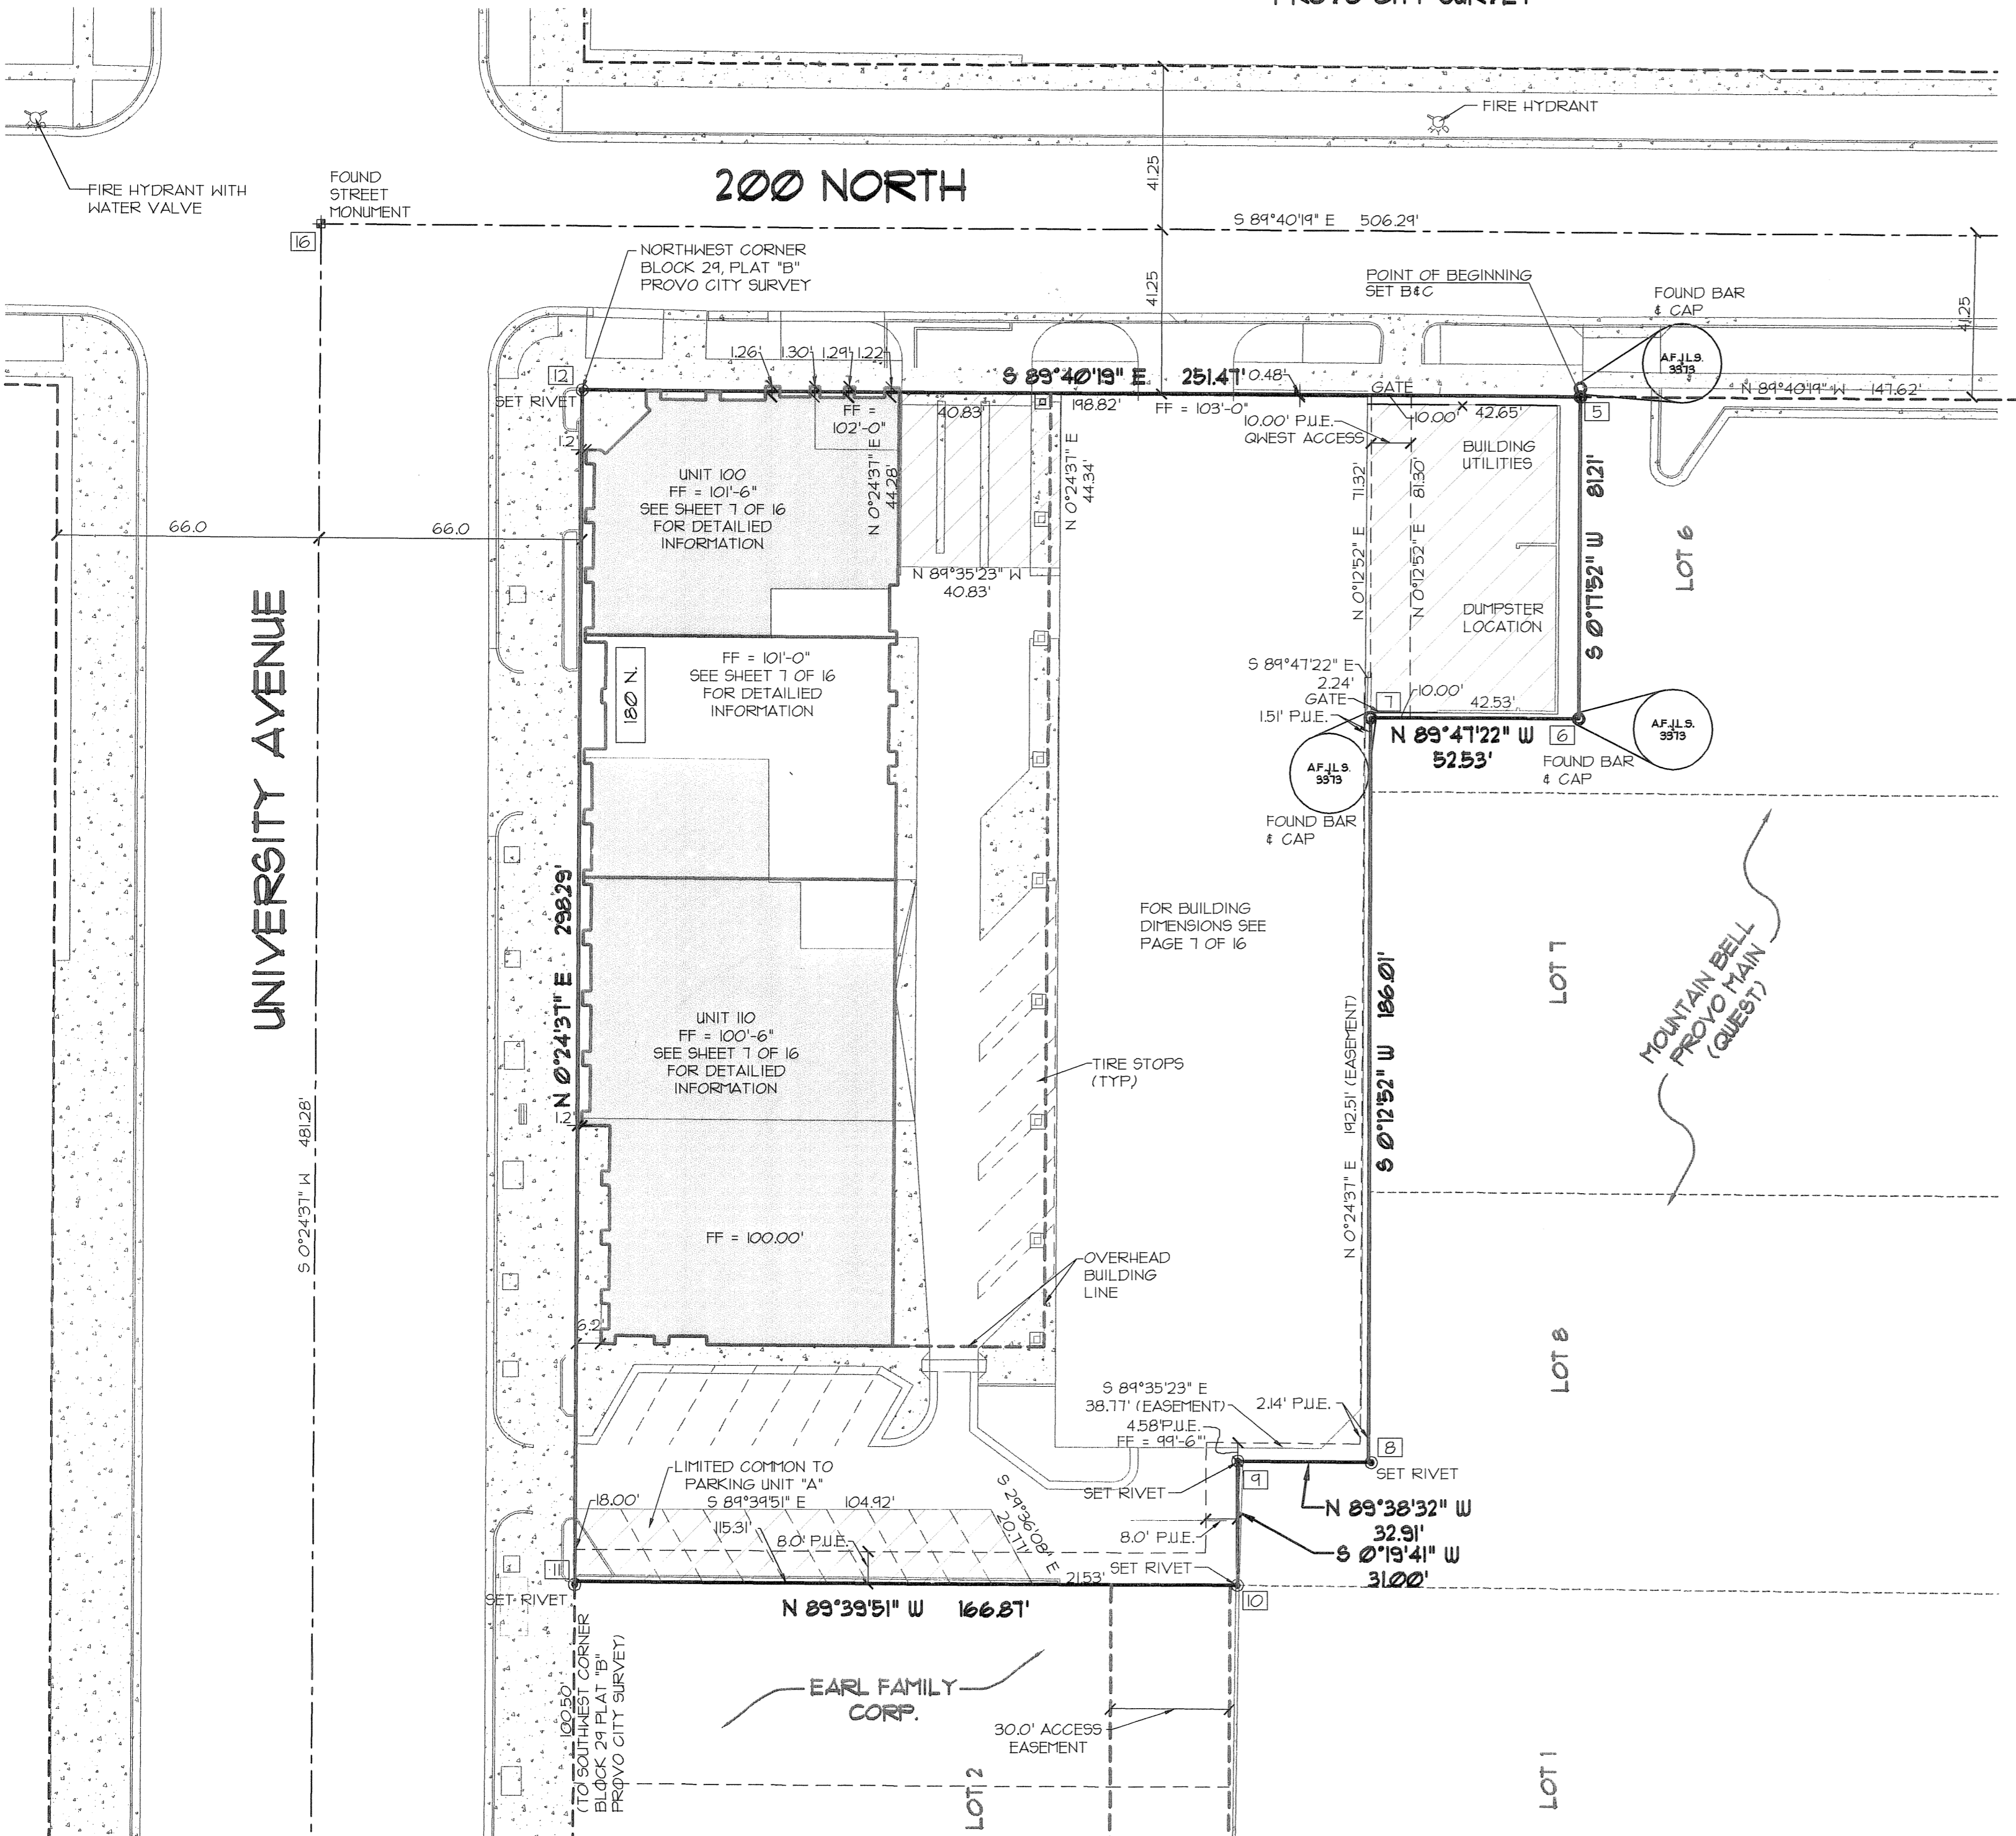 FIRE HYDRANT
FIRE HYDRANT WITH
WATER VALVE
FOUND
STREET
MONUMENT
16
200 NORTH
41.25
S 89°40'19" E 506.29'
NORTHWEST CORNER
BLOCK 29, PLAT "B"
PROVO CITY SURVEY
41.25
POINT OF BEGINNING
SET B&C
FOUND BAR
& CAP
41.25
A.F.J.L.S.
3373
1.26'
1.30'
1.29'
1.22'
12
SET RIVET
S 89°40'19" E 251.47'
0.48'
GATE
N 89°40'19" W 147.62'
5
FF =
102'-0"
40.83'
198.82'
FF = 103'-0"
10.00'
42.65'
10.00' P.U.E.
QWEST ACCESS
1.2'
BUILDING
UTILITIES
UNIT 100
FF = 101'-6"
SEE SHEET 7 OF 16
FOR DETAILIED
INFORMATION
N 0°24'37" E
44.28'
N 0°24'37" E
44.34'
N 0°12'52" E 71.32'
N 0°12'52" E 81.30'
S 0°17'52" W 81.21'
LOT 6
66.0
66.0
N 89°35'23" W
40.83'
DUMPSTER
LOCATION
UNIVERSITY AVENUE
180 N.
FF = 101'-0"
SEE SHEET 7 OF 16
FOR DETAILIED
INFORMATION
S 89°47'22" E
2.24'
GATE
1.51' P.U.E.
7
10.00'
42.53'
N 89°47'22" W
52.53'
6
A.F.J.L.S.
3373
FOUND BAR
& CAP
A.F.J.L.S.
3373
FOUND BAR
& CAP
N 0°24'37" E 298.29'
FOR BUILDING
DIMENSIONS SEE
PAGE 7 OF 16
LOT 7
MOUNTAIN BELL
PROVO MAIN
(QWEST)
UNIT 110
FF = 100'-6"
SEE SHEET 7 OF 16
FOR DETAILIED
INFORMATION
TIRE STOPS
(TYP.)
N 0°24'37" E 192.51' (EASEMENT)
S 0°12'52" W 186.01'
1.2'
S 0°24'37" W 481.28'
FF = 100.00'
OVERHEAD
BUILDING
LINE
6.2'
LOT 8
S 89°35'23" E
38.77' (EASEMENT)
2.14' P.U.E.
4.58' P.U.E.
FF = 99'-6"
8
SET RIVET
LIMITED COMMON TO
PARKING UNIT "A"
9
SET RIVET
18.00'
S 89°39'51" E 104.92'
S 29°36'08" E
20.77'
N 89°38'32" W
32.91'
115.31'
8.0' P.U.E.
8.0' P.U.E.
S 0°19'41" W
31.00'
11
SET RIVET
21.53'
SET RIVET
10
N 89°39'51" W 166.87'
100.50'
(TO SOUTHWEST CORNER
BLOCK 29 PLAT "B"
PROVO CITY SURVEY)
EARL FAMILY
CORP.
30.0' ACCESS
EASEMENT
LOT 2
LOT 1